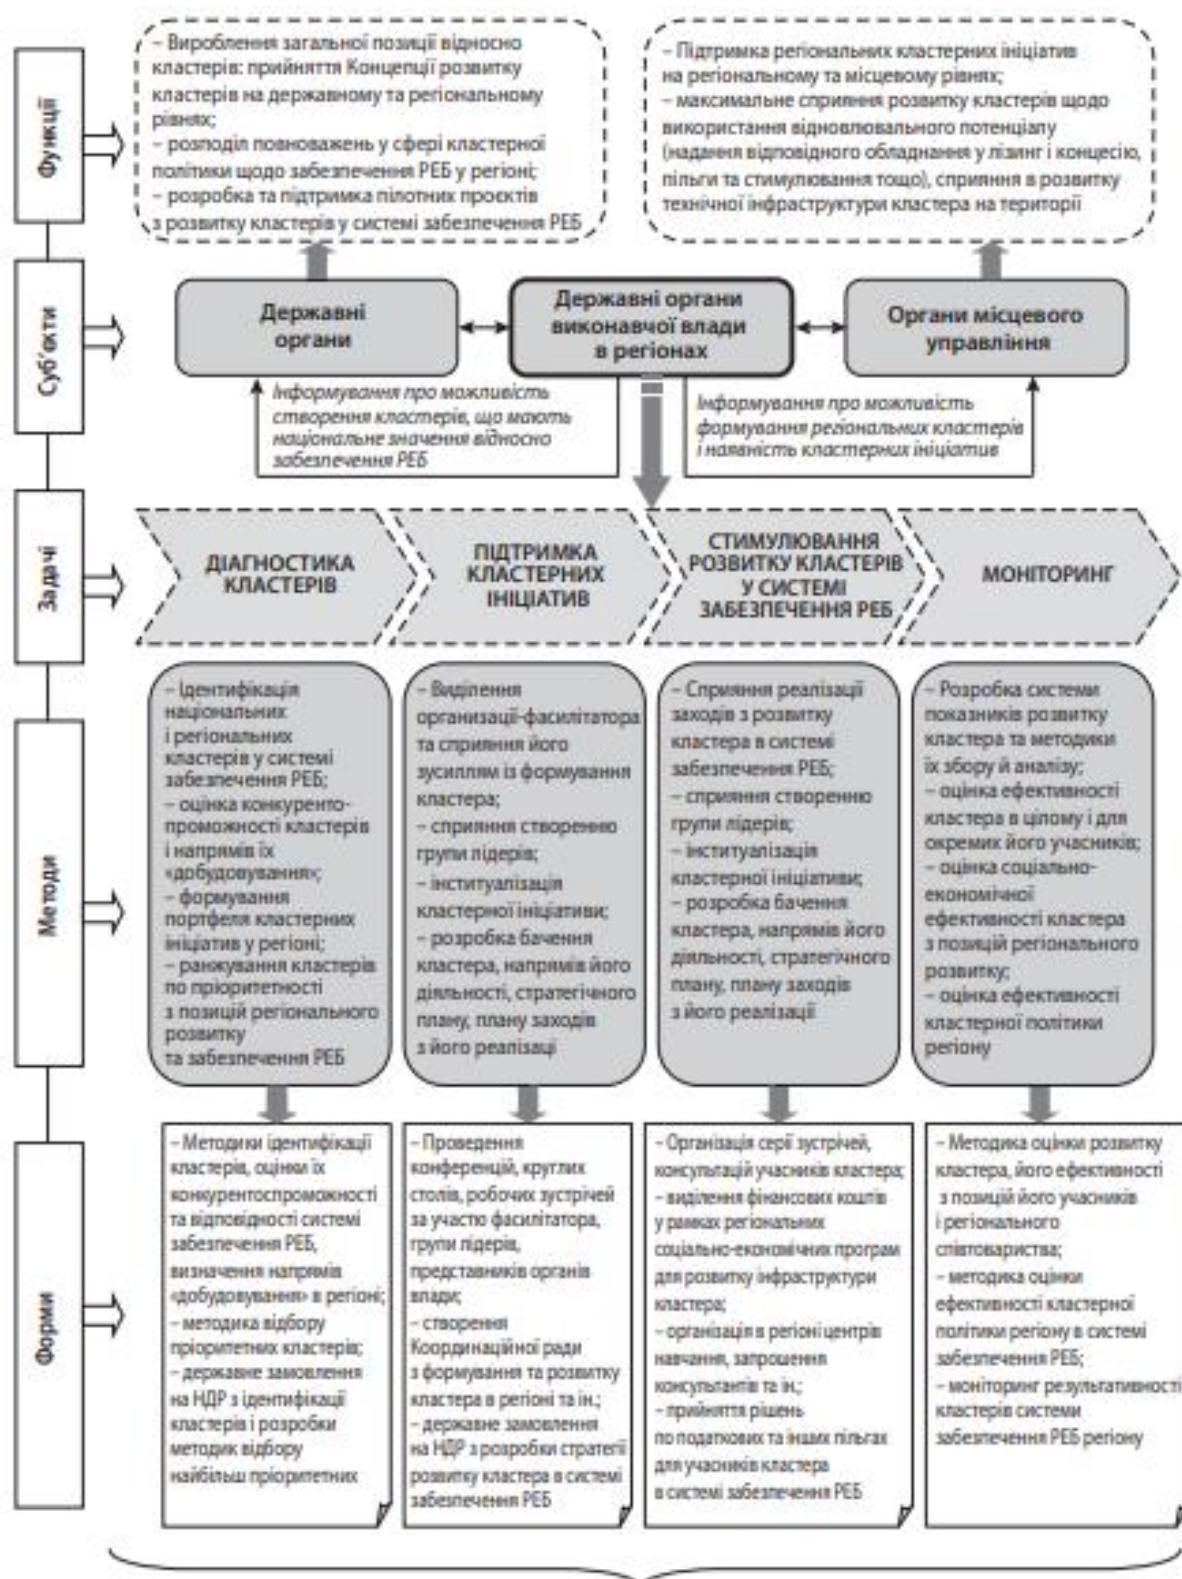 Функції
– Вироблення загальної позиції відносно
кластерів: прийняття Концепції розвитку
кластерів на державному та регіональному
рівнях;
– розподіл повноважень у сфері кластерної
політики щодо забезпечення РЕБ у регіоні;
– розробка та підтримка пілотних проєктів
з розвитку кластерів у системі забезпечення РЕБ
– Підтримка регіональних кластерних ініціатив
на регіональному та місцевому рівнях;
– максимальне сприяння розвитку кластерів щодо
використання відновлювального потенціалу
(надання відповідного обладнання у лізинг і концесію,
пільги та стимулювання тощо), сприяння в розвитку
технічної інфраструктури кластера на території
Суб’єкти
Державні
органи
Державні органи
виконавчої влади
в регіонах
Органи місцевого
управління
Інформування про можливість
створення кластерів, що мають
національне значення відносно
забезпечення РЕБ
Інформування про можливість
формування регіональних кластерів
і наявність кластерних ініціатив
Задачі
ДІАГНОСТИКА
КЛАСТЕРІВ
ПІДТРИМКА
КЛАСТЕРНИХ
ІНІЦІАТИВ
СТИМУЛЮВАННЯ
РОЗВИТКУ КЛАСТЕРІВ
У СИСТЕМІ
ЗАБЕЗПЕЧЕННЯ РЕБ
МОНІТОРИНГ
Методи
– Ідентифікація
національних
і регіональних
кластерів у системі
забезпечення РЕБ;
– оцінка конкуренто-
проможності кластерів
і напрямів їх
«добудовування»;
– формування
портфеля кластерних
ініціатив у регіоні;
– ранжування кластерів
по пріоритетності
з позицій регіонального
розвитку
та забезпечення РЕБ
– Виділення
організації-фасилітатора
та сприяння його
зусиллям із формування
кластера;
– сприяння створенню
групи лідерів;
– інституалізація
кластерної ініціативи;
– розробка бачення
кластера, напрямів його
діяльності, стратегічного
плану, плану заходів
з його реалізаці
– Сприяння реалізації
заходів з розвитку
кластера в системі
забезпечення РЕБ;
– сприяння створенню
групи лідерів;
– інституалізація
кластерної ініціативи;
– розробка бачення
кластера, напрямів його
діяльності, стратегічного
плану, плану заходів
з його реалізації
– Розробка системи
показників розвитку
кластера та методики
їх збору й аналізу;
– оцінка ефективності
кластера в цілому і для
окремих його учасників;
– оцінка соціально-
економічної
ефективності кластера
з позицій регіонального
розвитку;
– оцінка ефективності
кластерної політики
регіону
Форми
– Методики ідентифікації
кластерів, оцінки їх
конкурентоспроможності
та відповідності системі
забезпечення РЕБ,
визначення напрямів
«добудовування» в регіоні;
– методика відбору
пріоритетних кластерів;
– державне замовлення
на НДР з ідентифікації
кластерів і розробки
методик відбору
найбільш пріоритетних
– Проведення
конференцій, круглих
столів, робочих зустрічей
за участю фасилітатора,
групи лідерів,
представників органів
влади;
– створення
Координаційної ради
з формування та розвитку
кластера в регіоні та ін.;
– державне замовлення
на НДР з розробки стратегії
розвитку кластера в системі
забезпечення РЕБ
– Організація серії зустрічей,
консультацій учасників кластера;
– виділення фінансових коштів
у рамках регіональних
соціально-економічних програм
для розвитку інфраструктури
кластера;
– організація в регіоні центрів
навчання, запрошення
консультантів та ін.;
– прийняття рішень
по податкових та інших пільгах
для учасників кластера
в системі забезпечення РЕБ
– Методика оцінки розвитку
кластера, його ефективності
з позицій його учасників
і регіонального
співтовариства;
– методика оцінки
ефективності кластерної
політики регіону в системі
забезпечення РЕБ;
– моніторинг результативності
кластерів системи
забезпечення РЕБ регіону